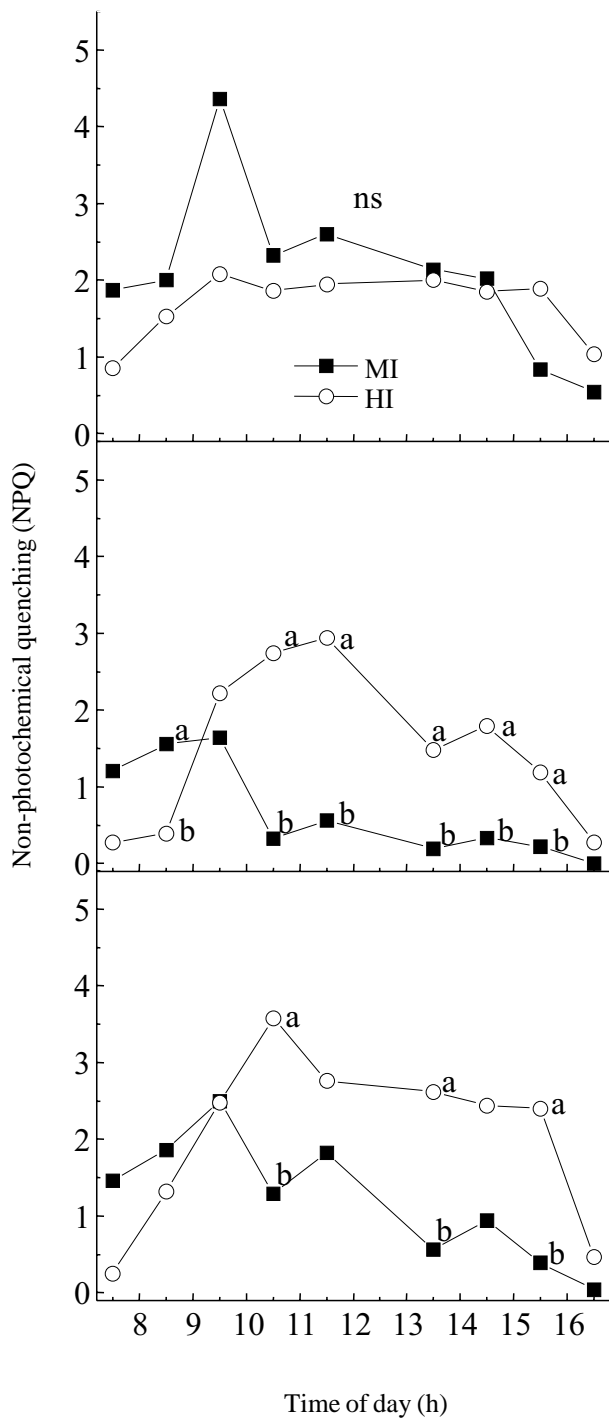 5
4
3
ns
2
1
MI
HI
0
Non-photochemical quenching (NPQ)
5
4
3
a a
2
a a a
1
a
b b b b b b
0
5
4
3
a
a a
2
1
b
b b
0
8 9 10 11 12 13 14 15 16
Time of day (h)